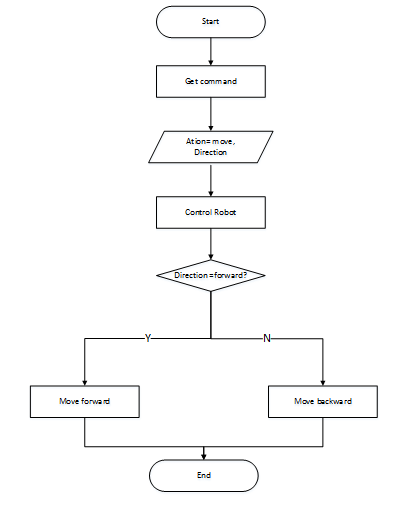 Start
Get command
Ation=move,
Direction
Control Robot
Direction=forward?
Y
N
Move forward
Move backward
End